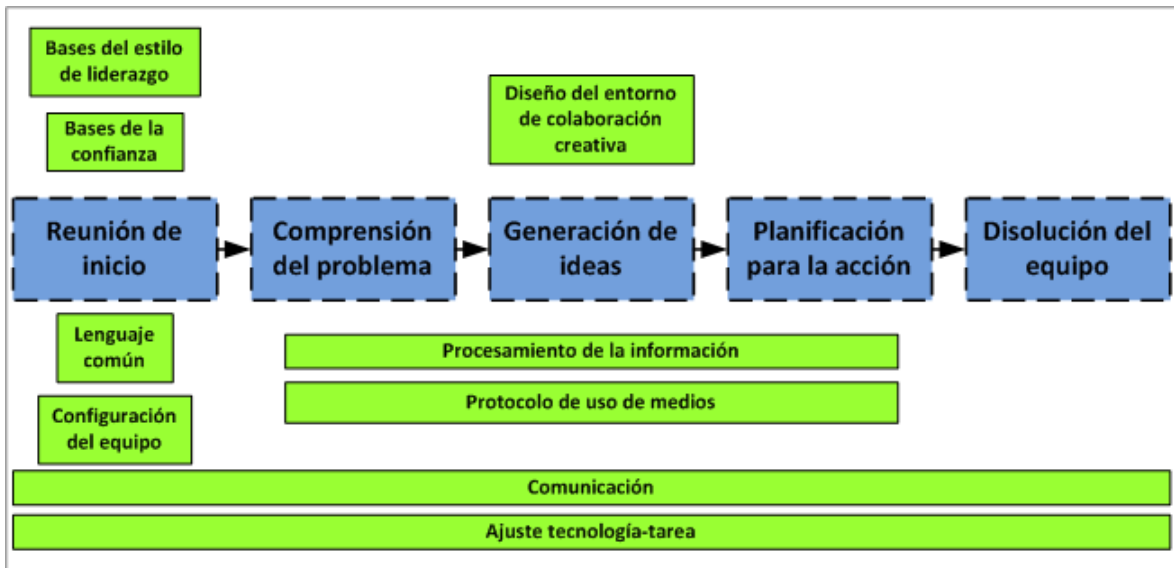 Bases del estilo
de liderazgo
Bases de la
confianza
Diseño del entorno
de colaboración
creativa
Reunión de
inicio
Comprensión
del problema
Generación de
ideas
Planificación
para la acción
Disolución del
equipo
Lenguaje
común
Configuración
del equipo
Procesamiento de la información
Protocolo de uso de medios
Comunicación
Ajuste tecnología-tarea